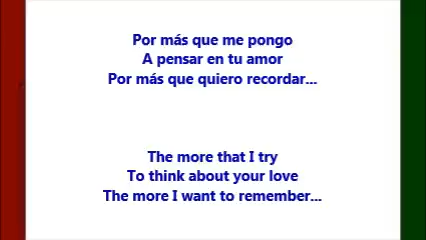 Por más que me pongo
A pensar en tu amor
Por más que quiero recordar...
The more that I try
To think about your love
The more I want to remember...